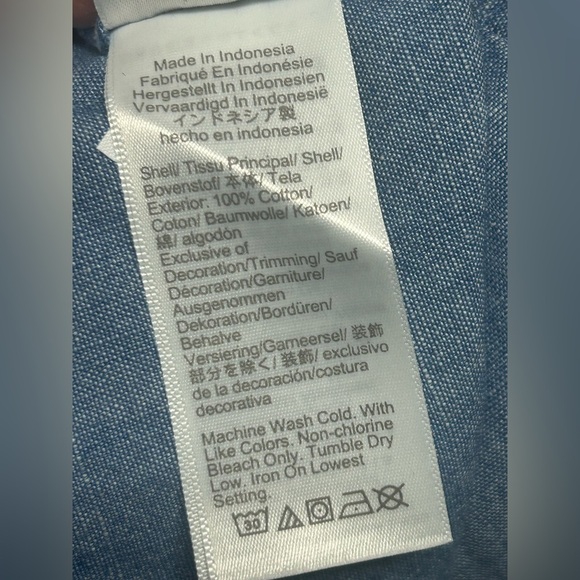 Made In Indonesia
Fabriqué En Indonésie
Hergestellt In Indonesien
Vervaardigd In Indonesië
インドネシア製
hecho en indonesia
Shell/ Tissu Principal/ Shell/
Bovenstof/ 本体/ Tela
Exterior: 100% Cotton/
Coton/ Baumwolle/ Katoen/
綿/ algodón
Exclusive of
Decoration/Trimming/ Sauf
Décoration/Garniture/
Ausgenommen
Dekoration/Bordüren/
Behalve
Versiering/Garneersel/ 装飾
部分を除く/ 装飾/ exclusivo
de la decoración/costura
decorativa
Machine Wash Cold. With
Like Colors. Non-chlorine
Bleach Only. Tumble Dry
Low. Iron On Lowest
Setting.
30